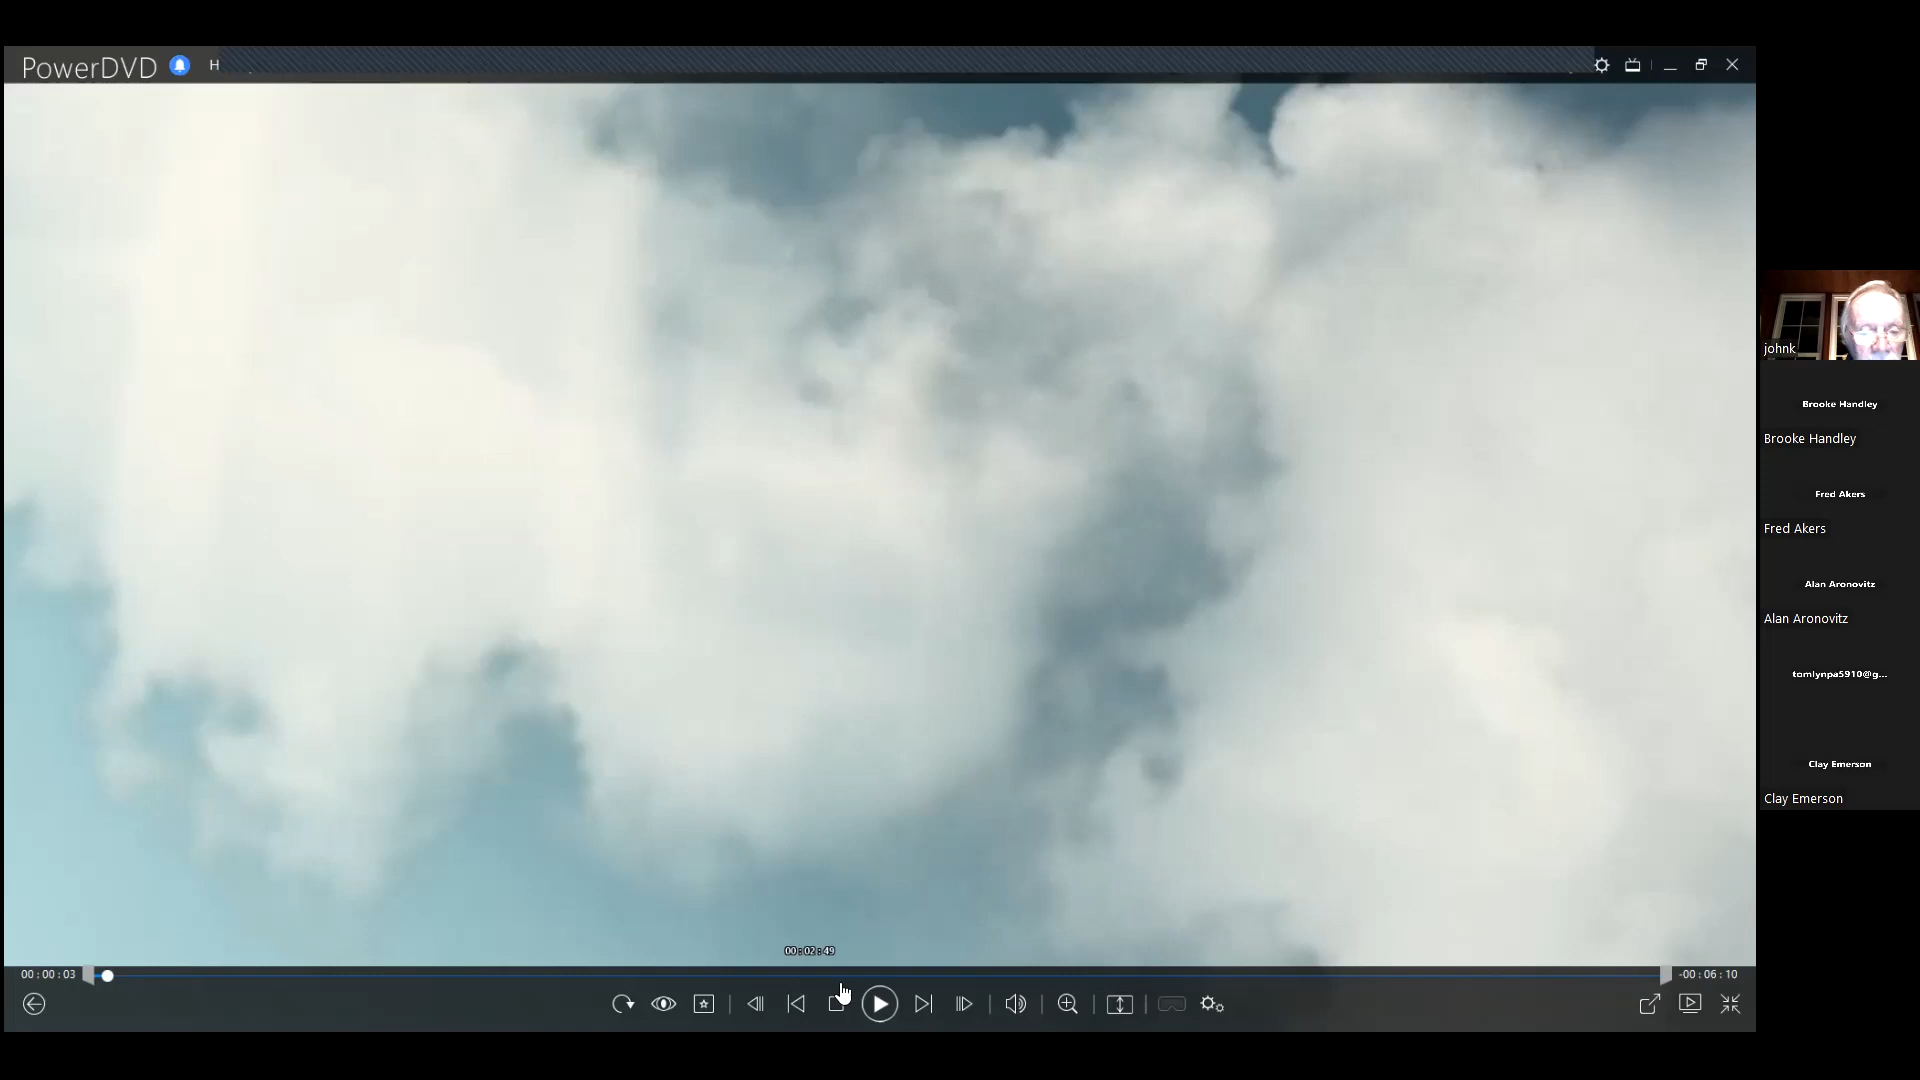 PowerDVD
H
johnk
Brooke Handley
Brooke Handley
Fred Akers
Fred Akers
Alan Aronovitz
Alan Aronovitz
tomlynpa5910@g...
Clay Emerson
Clay Emerson
00:02:49
00:00:03
-00:06:10